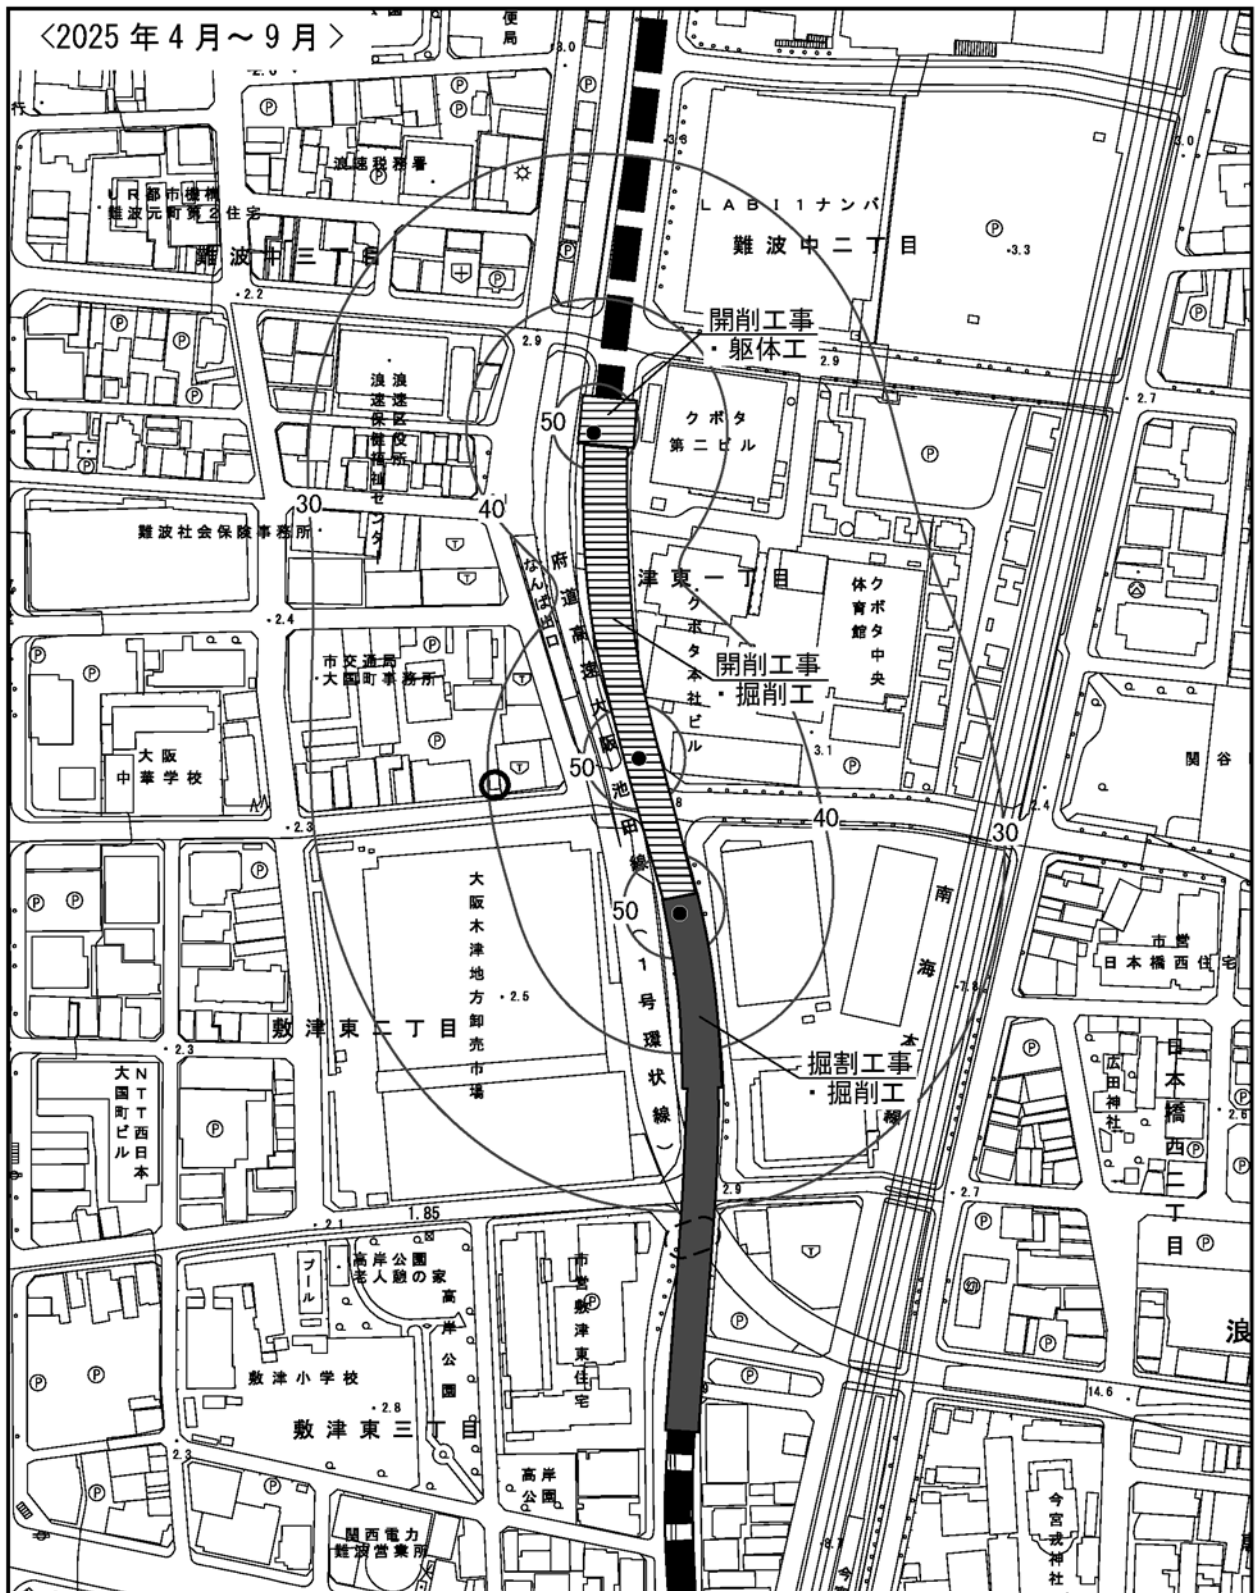 <2025年4月～9月>
便局
3.0
行
浪速税務署
3.3
3.0
UR都市機構
難波元町第2住宅
LABI1ナンバ
難波中三丁目
難波中二丁目
3.3
2.2
開削工事
・躯体工
2.9
2.9
浪速区役所
浪速保健福祉センター
2.7
50
クボタ
第二ビル
30
40
難波社会保険事務所
なんば出口
府道高速大阪池田線（1号環状線）
津東一丁目
クボタ中央
体育館
2.4
クボタ本社ビル
市交通局
大国町事務所
開削工事
・掘削工
3.1
大阪
中華学校
50
関谷
2.4
2.3
40
30
50
大阪木津地方卸売市場
南海本線
市営
日本橋西住宅
2.5
7.8
敷津東二丁目
2.3
NTT西日本
大国町ビル
掘割工事
・掘削工
広田神社
日本橋西二丁目
2.6
2.9
2.7
2.1
1.85
プール
高岸公園
老人憩の家
高岸公園
市営敷津東住宅
浪
敷津小学校
14.6
2.8
敷津東三丁目
2.3
高岸
公園
今宮戎神社
関西電力
難波営業所
8.7